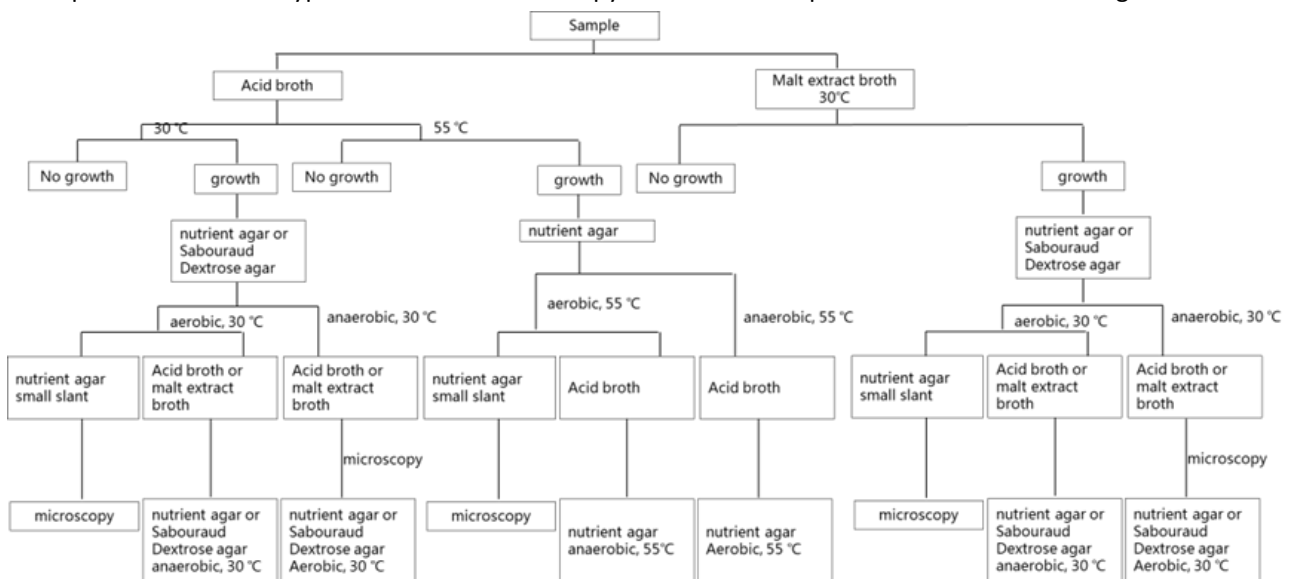 Sample
Acid broth
Malt extract broth
30℃
30 ℃
55 ℃
No growth
growth
No growth
growth
No growth
growth
nutrient agar or
Sabouraud
Dextrose agar
nutrient agar
nutrient agar or
Sabouraud
Dextrose agar
aerobic, 30 ℃
anaerobic, 30 ℃
aerobic, 55 ℃
anaerobic, 55 ℃
aerobic, 30 ℃
anaerobic, 30 ℃
nutrient agar
small slant
Acid broth or
malt extract
broth
Acid broth or
malt extract
broth
nutrient agar
small slant
Acid broth
Acid broth
nutrient agar
small slant
Acid broth or
malt extract
broth
Acid broth or
malt extract
broth
microscopy
microscopy
microscopy
nutrient agar or
Sabouraud
Dextrose agar
anaerobic, 30 ℃
nutrient agar or
Sabouraud
Dextrose agar
Aerobic, 30 ℃
microscopy
nutrient agar
anaerobic, 55℃
nutrient agar
Aerobic, 55 ℃
microscopy
nutrient agar or
Sabouraud
Dextrose agar
anaerobic, 30 ℃
nutrient agar or
Sabouraud
Dextrose agar
Aerobic, 30 ℃